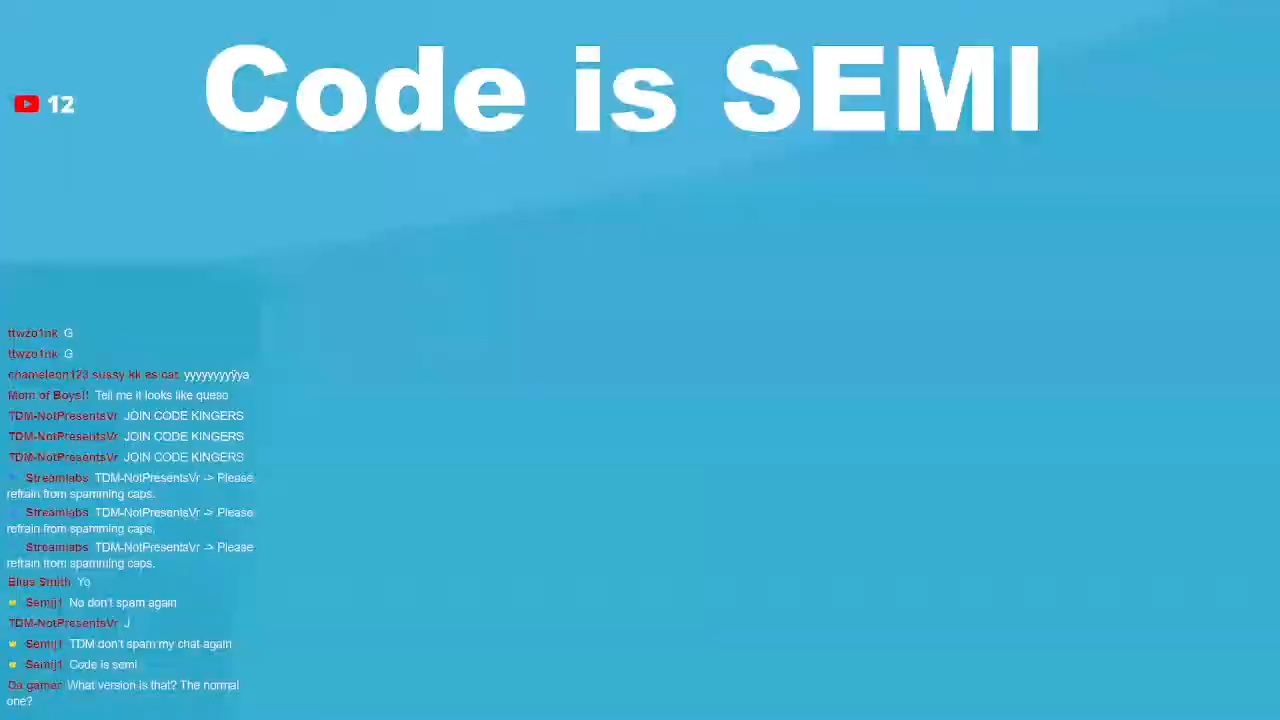 Code is SEMI
12
ttwzo1nk G
ttwzo1nk G
chameleon123 sussy kk es cat yyyyyyyyÿya
Mom of Boys!! Tell me it looks like queso
TDM-NotPresentsVr JOIN CODE KINGERS
TDM-NotPresentsVr JOIN CODE KINGERS
TDM-NotPresentsVr JOIN CODE KINGERS
Streamlabs TDM-NotPresentsVr -> Please
refrain from spamming caps.
Streamlabs TDM-NotPresentsVr -> Please
refrain from spamming caps.
Streamlabs TDM-NotPresentsVr -> Please
refrain from spamming caps.
Elias Smith Yo
Semij1 No don't spam again
TDM-NotPresentsVr J
Semij1 TDM don't spam my chat again
Semij1 Code is semi
Da gamer What version is that? The normal
one?